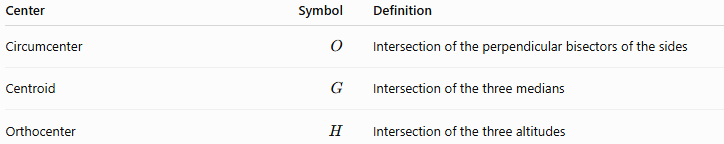 Center Symbol Definition
Circumcenter O Intersection of the perpendicular bisectors of the sides
Centroid G Intersection of the three medians
Orthocenter H Intersection of the three altitudes